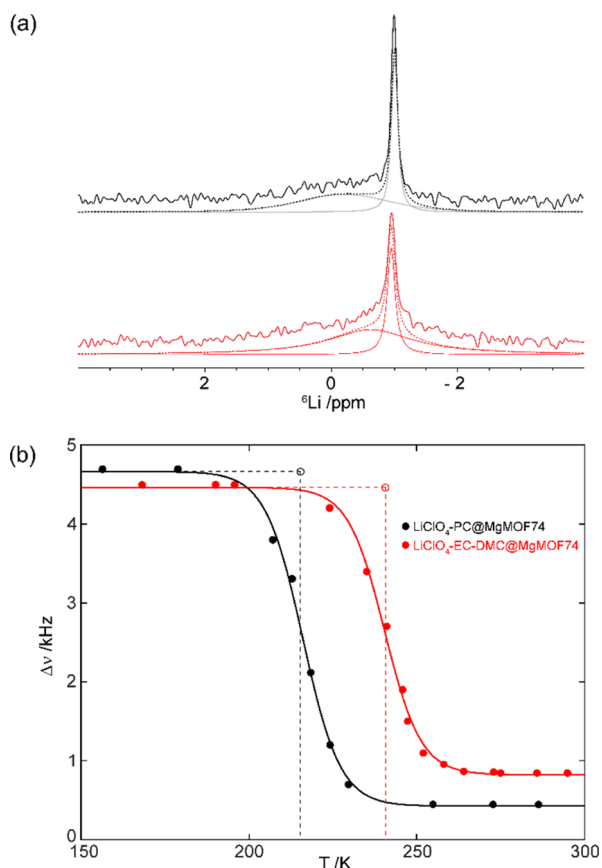 (a)
2 0 - 2
⁶Li /ppm
(b)
5
4
3
2
1
0
Δν /kHz
LiClO₄-PC@MgMOF74
LiClO₄-EC-DMC@MgMOF74
150 200 250 300
T /K